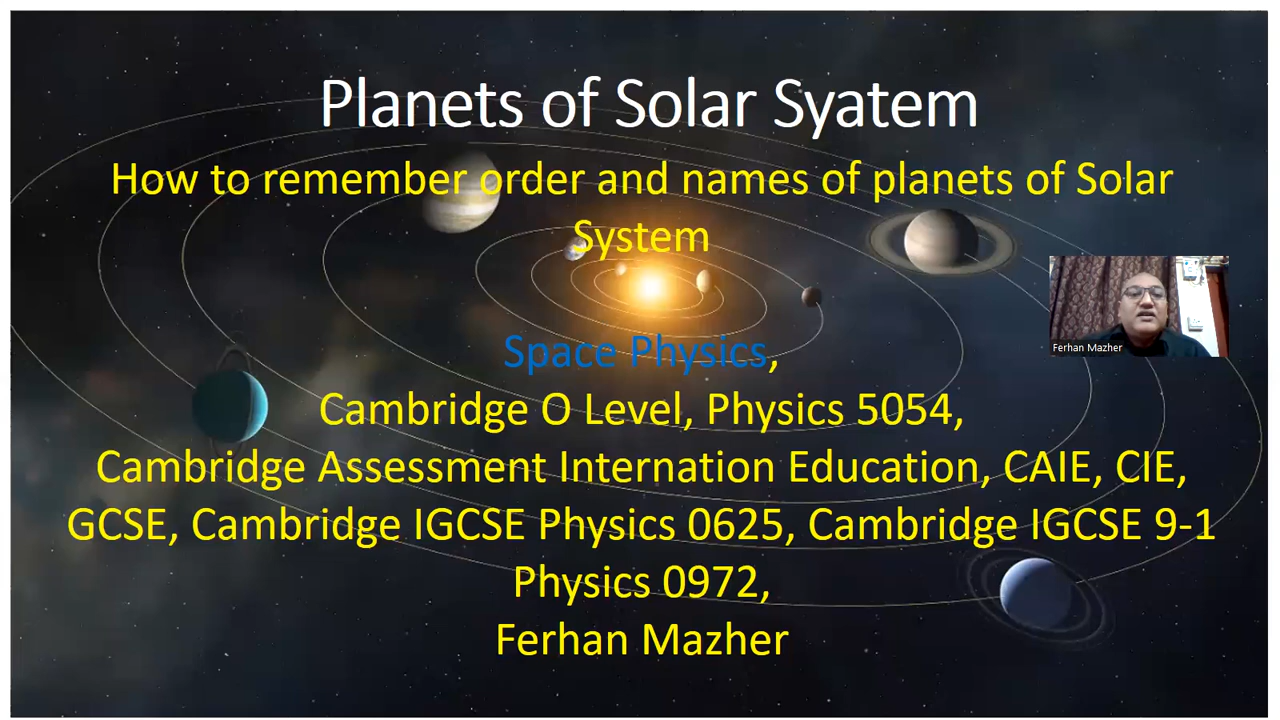 Planets of Solar Syatem
How to remember order and names of planets of Solar
System
Space Physics,
Ferhan Mazher
Cambridge O Level, Physics 5054,
Cambridge Assessment Internation Education, CAIE, CIE,
GCSE, Cambridge IGCSE Physics 0625, Cambridge IGCSE 9-1
Physics 0972,
Ferhan Mazher